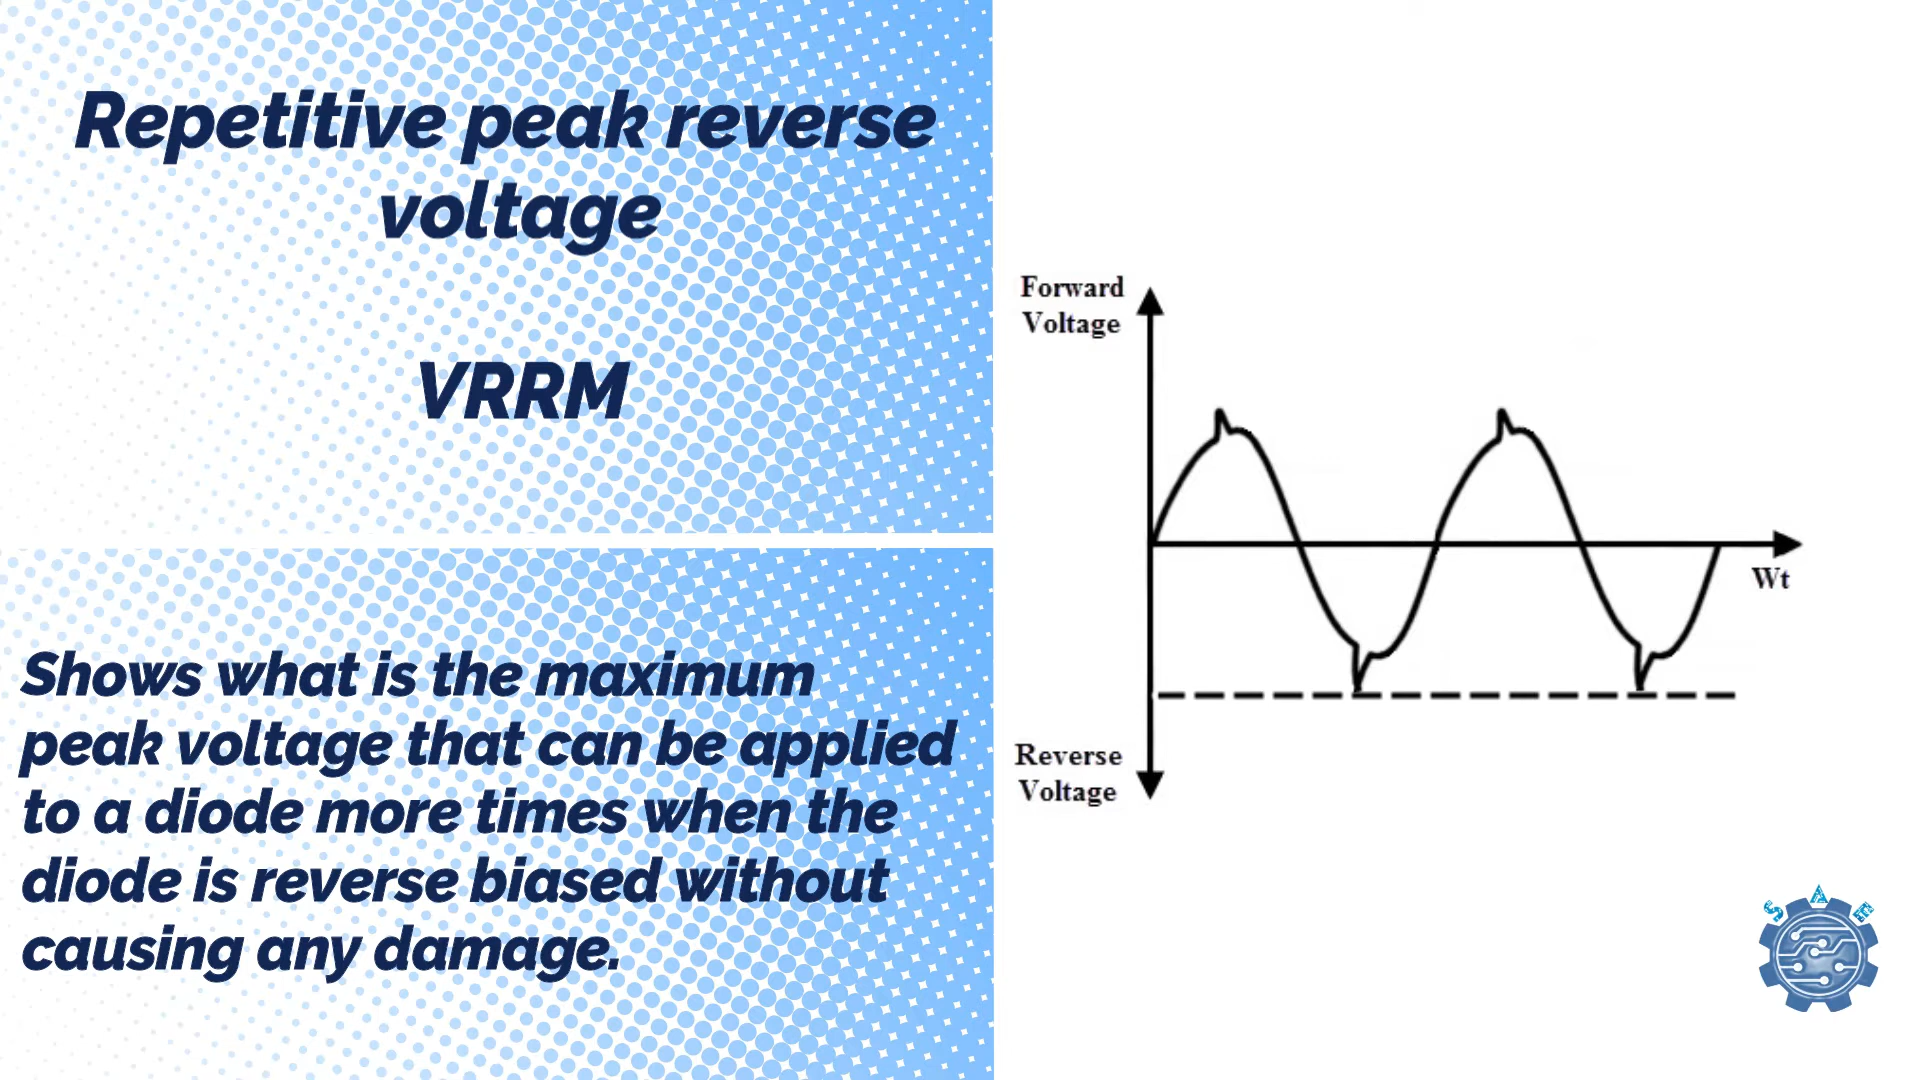 Repetitive peak reverse
voltage
VRRM
Shows what is the maximum
peak voltage that can be applied
to a diode more times when the
diode is reverse biased without
causing any damage.
Forward
Voltage
Wt
Reverse
Voltage
SAE